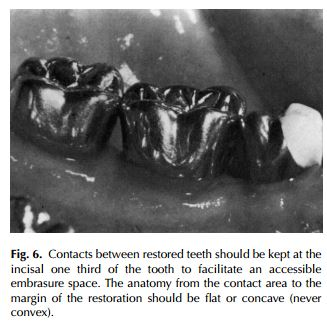 Fig. 6. Contacts between restored teeth should be kept at the
incisal one third of the tooth to facilitate an accessible
embrasure space. The anatomy from the contact area to the
margin of the restoration should be flat or concave (never
convex).